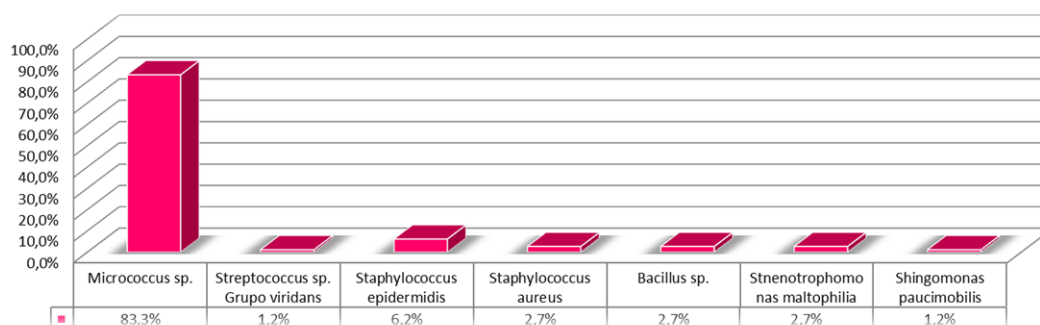 100,0%
90,0%
80,0%
70,0%
60,0%
50,0%
40,0%
30,0%
20,0%
10,0%
0,0%
Micrococcus sp.
Streptococcus sp.
Grupo viridans
Staphylococcus
epidermidis
Staphylococcus
aureus
Bacillus sp.
Stnenotrophomo
nas maltophilia
Shingomonas
paucimobilis
83.3% 1.2% 6.2% 2.7% 2.7% 2.7% 1.2%